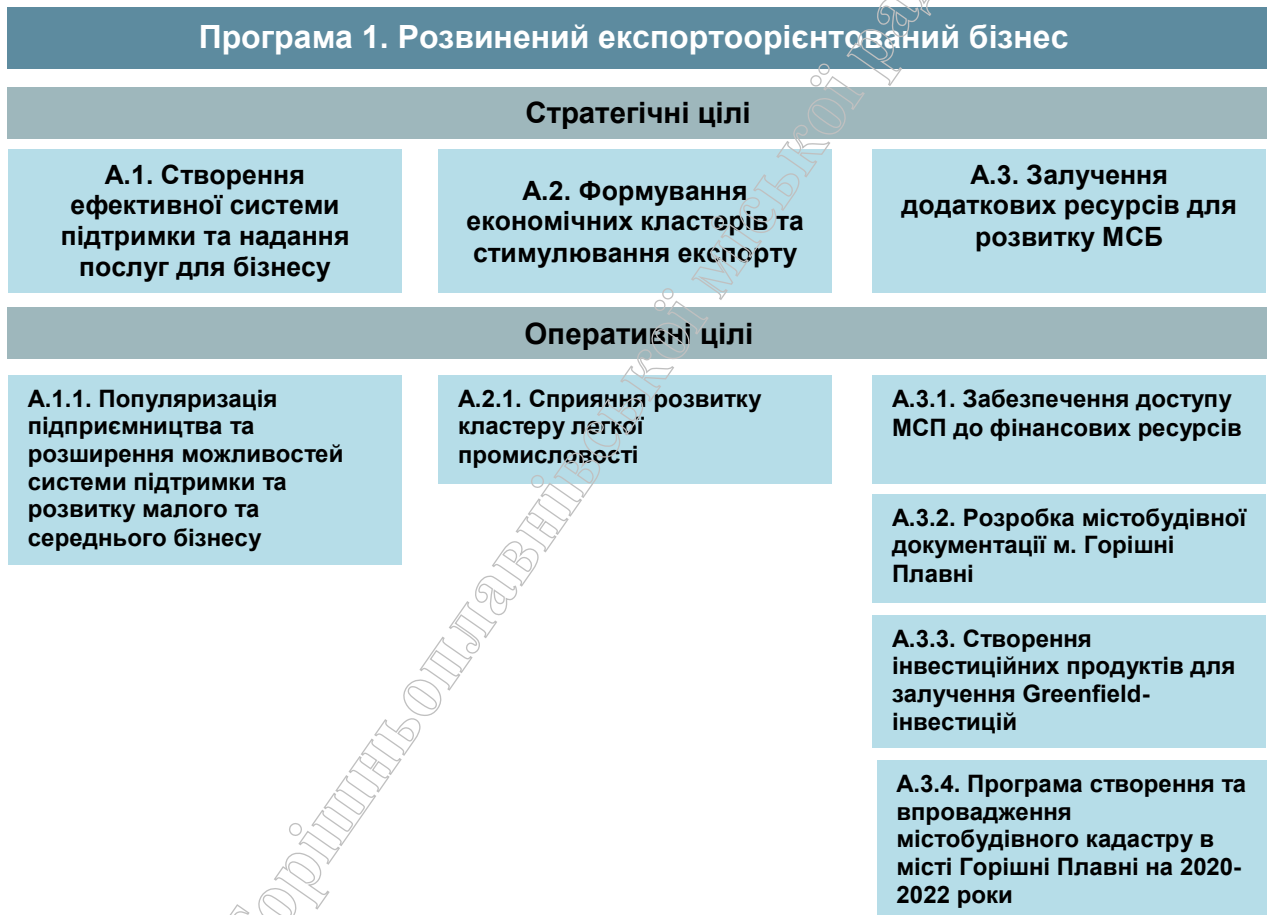 Програма 1. Розвинений експортоорієнтований бізнес
Стратегічні цілі
А.1. Створення
ефективної системи
підтримки та надання
послуг для бізнесу
А.2. Формування
економічних кластерів та
стимулювання експорту
А.3. Залучення
додаткових ресурсів для
розвитку МСБ
Оперативні цілі
А.1.1. Популяризація
підприємництва та
розширення можливостей
системи підтримки та
розвитку малого та
середнього бізнесу
А.2.1. Сприяння розвитку
кластеру легкої
промисловості
А.3.1. Забезпечення доступу
МСП до фінансових ресурсів
А.3.2. Розробка містобудівної
документації м. Горішні
Плавні
А.3.3. Створення
інвестиційних продуктів для
залучення Greenfield-
інвестицій
А.3.4. Програма створення та
впровадження
містобудівного кадастру в
місті Горішні Плавні на 2020-
2022 роки
Горішньоплавнівської міської